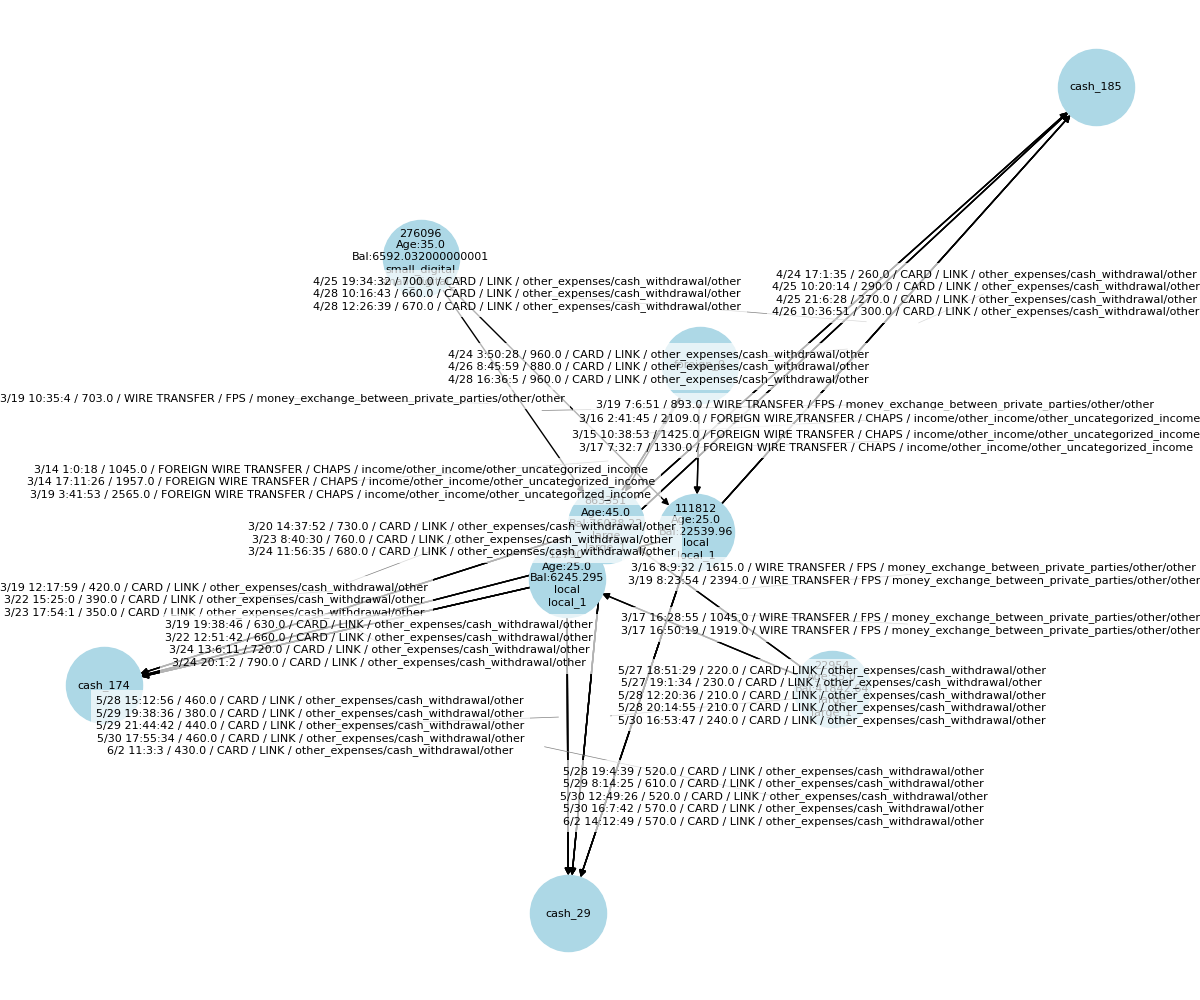 cash_185
276096
Age:35.0
Bal:6592.032000000001
small_digital
4/25 19:34:32 / 700.0 / CARD / LINK / other_expenses/cash_withdrawal/other
4/28 10:16:43 / 660.0 / CARD / LINK / other_expenses/cash_withdrawal/other
4/28 12:26:39 / 670.0 / CARD / LINK / other_expenses/cash_withdrawal/other
4/24 17:1:35 / 260.0 / CARD / LINK / other_expenses/cash_withdrawal/other
4/25 10:20:14 / 290.0 / CARD / LINK / other_expenses/cash_withdrawal/other
4/25 21:6:28 / 270.0 / CARD / LINK / other_expenses/cash_withdrawal/other
4/26 10:36:51 / 300.0 / CARD / LINK / other_expenses/cash_withdrawal/other
4/24 3:50:28 / 960.0 / CARD / LINK / other_expenses/cash_withdrawal/other
4/26 8:45:59 / 880.0 / CARD / LINK / other_expenses/cash_withdrawal/other
4/28 16:36:5 / 960.0 / CARD / LINK / other_expenses/cash_withdrawal/other
3/19 10:35:4 / 703.0 / WIRE TRANSFER / FPS / money_exchange_between_private_parties/other/other
3/19 7:6:51 / 893.0 / WIRE TRANSFER / FPS / money_exchange_between_private_parties/other/other
3/16 2:41:45 / 2109.0 / FOREIGN WIRE TRANSFER / CHAPS / income/other_income/other_uncategorized_income
3/15 10:38:53 / 1425.0 / FOREIGN WIRE TRANSFER / CHAPS / income/other_income/other_uncategorized_income
3/17 7:32:7 / 1330.0 / FOREIGN WIRE TRANSFER / CHAPS / income/other_income/other_uncategorized_income
3/14 1:0:18 / 1045.0 / FOREIGN WIRE TRANSFER / CHAPS / income/other_income/other_uncategorized_income
3/14 17:11:26 / 1957.0 / FOREIGN WIRE TRANSFER / CHAPS / income/other_income/other_uncategorized_income
3/19 3:41:53 / 2565.0 / FOREIGN WIRE TRANSFER / CHAPS / income/other_income/other_uncategorized_income
Age:45.0
111812
Age:25.0
Bal:22539.96
local
local_1
3/20 14:37:52 / 730.0 / CARD / LINK / other_expenses/cash_withdrawal/other
3/23 8:40:30 / 760.0 / CARD / LINK / other_expenses/cash_withdrawal/other
3/24 11:56:35 / 680.0 / CARD / LINK / other_expenses/cash_withdrawal/other
Age:25.0
Bal:6245.295
local
local_1
3/16 8:9:32 / 1615.0 / WIRE TRANSFER / FPS / money_exchange_between_private_parties/other/other
3/19 8:23:54 / 2394.0 / WIRE TRANSFER / FPS / money_exchange_between_private_parties/other/other
3/19 12:17:59 / 420.0 / CARD / LINK / other_expenses/cash_withdrawal/other
3/22 15:25:0 / 390.0 / CARD / LINK / other_expenses/cash_withdrawal/other
3/23 17:54:1 / 350.0 / CARD / LINK / other_expenses/cash_withdrawal/other
3/17 16:28:55 / 1045.0 / WIRE TRANSFER / FPS / money_exchange_between_private_parties/other/other
3/17 16:50:19 / 1919.0 / WIRE TRANSFER / FPS / money_exchange_between_private_parties/other/other
3/19 19:38:46 / 630.0 / CARD / LINK / other_expenses/cash_withdrawal/other
3/22 12:51:42 / 660.0 / CARD / LINK / other_expenses/cash_withdrawal/other
3/24 13:6:11 / 720.0 / CARD / LINK / other_expenses/cash_withdrawal/other
3/24 20:1:2 / 790.0 / CARD / LINK / other_expenses/cash_withdrawal/other
cash_174
22954
5/27 18:51:29 / 220.0 / CARD / LINK / other_expenses/cash_withdrawal/other
5/27 19:1:34 / 230.0 / CARD / LINK / other_expenses/cash_withdrawal/other
5/28 12:20:36 / 210.0 / CARD / LINK / other_expenses/cash_withdrawal/other
5/28 20:14:55 / 210.0 / CARD / LINK / other_expenses/cash_withdrawal/other
5/30 16:53:47 / 240.0 / CARD / LINK / other_expenses/cash_withdrawal/other
5/28 15:12:56 / 460.0 / CARD / LINK / other_expenses/cash_withdrawal/other
5/29 19:38:36 / 380.0 / CARD / LINK / other_expenses/cash_withdrawal/other
5/29 21:44:42 / 440.0 / CARD / LINK / other_expenses/cash_withdrawal/other
5/30 17:55:34 / 460.0 / CARD / LINK / other_expenses/cash_withdrawal/other
6/2 11:3:3 / 430.0 / CARD / LINK / other_expenses/cash_withdrawal/other
5/28 19:4:39 / 520.0 / CARD / LINK / other_expenses/cash_withdrawal/other
5/29 8:14:25 / 610.0 / CARD / LINK / other_expenses/cash_withdrawal/other
5/30 12:49:26 / 520.0 / CARD / LINK / other_expenses/cash_withdrawal/other
5/30 16:7:42 / 570.0 / CARD / LINK / other_expenses/cash_withdrawal/other
6/2 14:12:49 / 570.0 / CARD / LINK / other_expenses/cash_withdrawal/other
cash_29